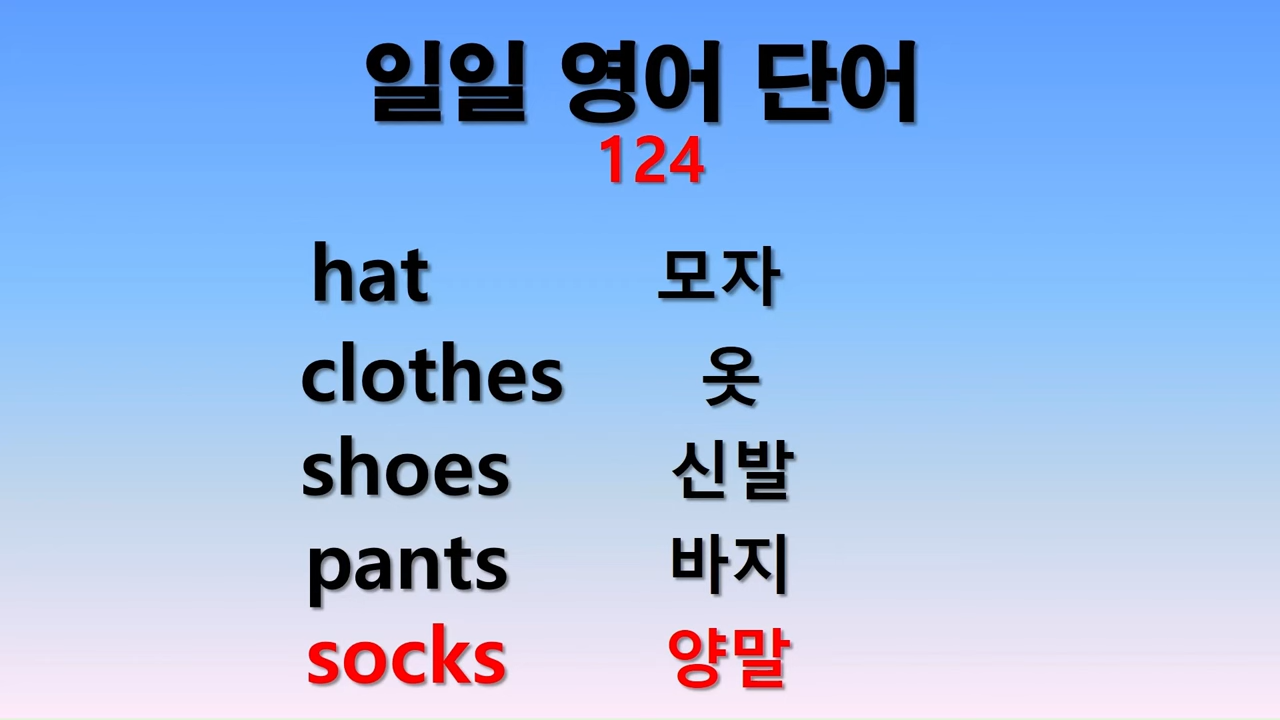 일일 영어 단어
124
hat 모자
clothes 옷
shoes 신발
pants 바지
socks 양말